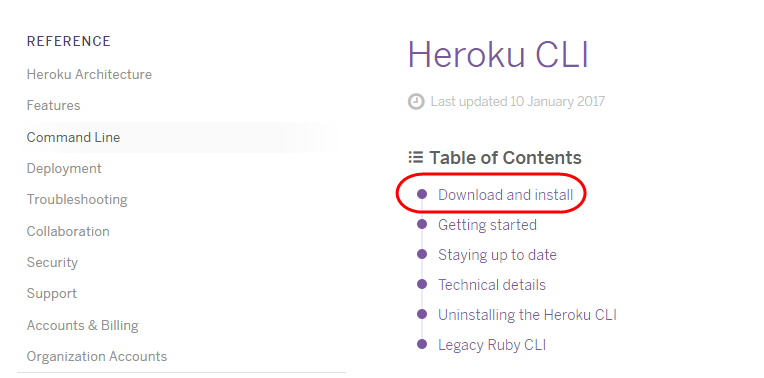 REFERENCE
Heroku Architecture
Features
Command Line
Deployment
Troubleshooting
Collaboration
Security
Support
Accounts & Billing
Organization Accounts
Heroku CLI
Last updated 10 January 2017
Table of Contents
Download and install
Getting started
Staying up to date
Technical details
Uninstalling the Heroku CLI
Legacy Ruby CLI